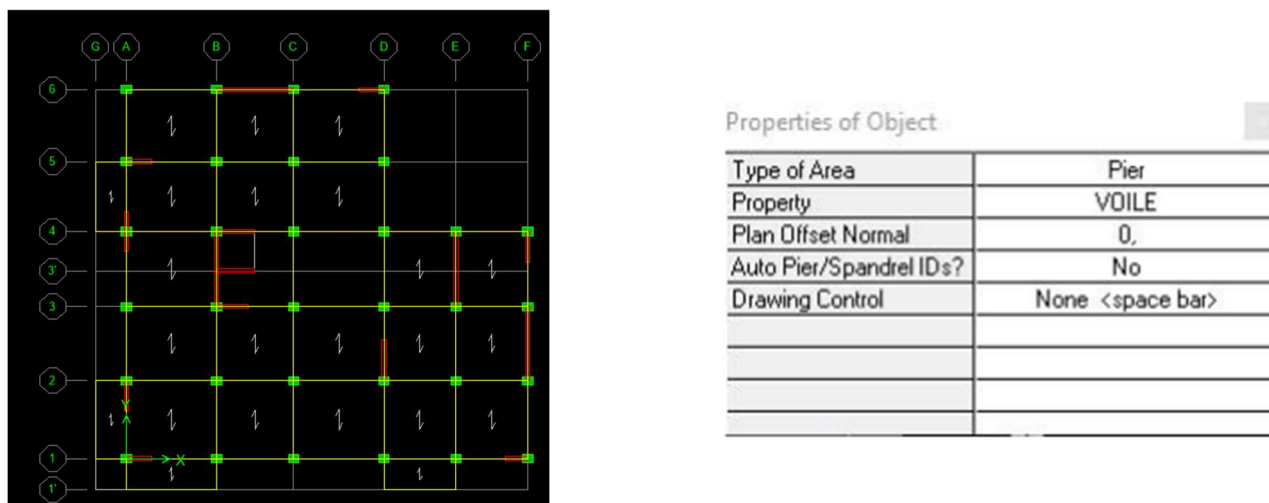 G A B C D E F
6
5
4
3'
3
2
Y
1 X
1'
Properties of Object
Type of Area Pier
Property VOILE
Plan Offset Normal 0,
Auto Pier/Spandrel IDs? No
Drawing Control None <space bar>